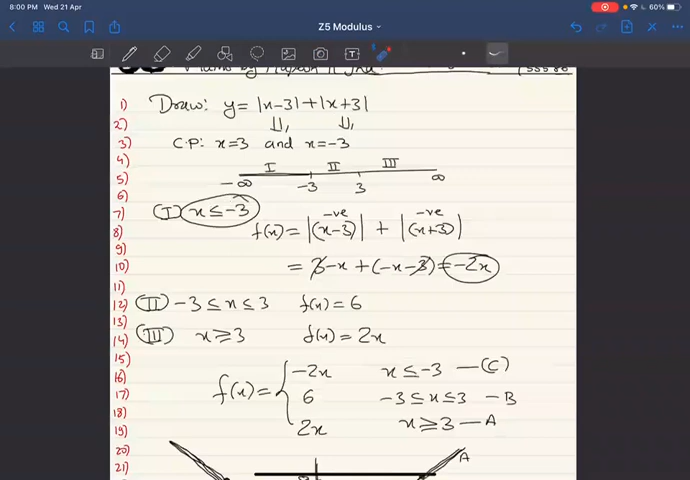 8:00 PM Wed 21 Apr
60%
Z5 Modulus
T
1) Draw: y = |x-3| + |x+3|
2) ⇓, ⇓,
3) C.P: x=3 and x=-3
4) I II III
5) -∞ -3 3 ∞
6)
7) (I) x ≤ -3 -ve -ve
8) f(x) = |(x-3)| + |(x+3)|
9)
10) = 3-x + (-x-3) = -2x
11)
12) (II) -3 ≤ x ≤ 3 f(x) = 6
13)
14) (III) x ≥ 3 f(x) = 2x
15)
16) -2x x ≤ -3 —(C)
17) f(x) = { 6 -3 ≤ x ≤ 3 - B
18)
19) 2x x ≥ 3 - A
20) A
21)